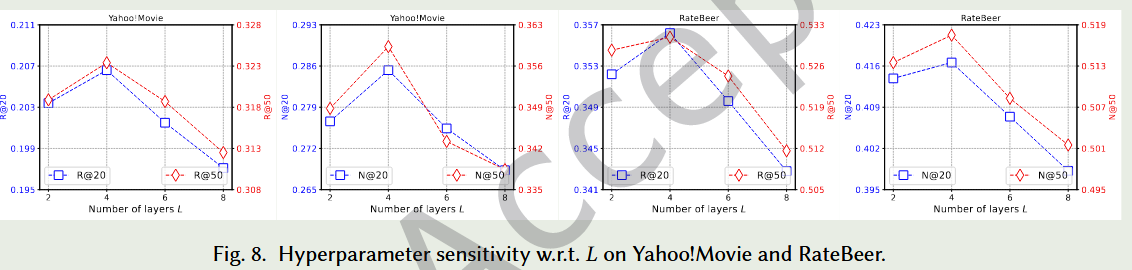 Yahoo!Movie
0.211
0.207
0.203
0.199
0.195
R@20
0.328
0.323
0.318
0.313
0.308
R@50
R@20
R@50
2 4 6 8
Number of layers L
Yahoo!Movie
0.293
0.286
0.279
0.272
0.265
N@20
0.363
0.356
0.349
0.342
0.335
N@50
N@20
N@50
2 4 6 8
Number of layers L
RateBeer
0.357
0.353
0.349
0.345
0.341
R@20
0.533
0.526
0.519
0.512
0.505
R@50
R@20
R@50
2 4 6 8
Number of layers L
RateBeer
0.423
0.416
0.409
0.402
0.395
N@20
0.519
0.513
0.507
0.501
0.495
N@50
N@20
N@50
2 4 6 8
Number of layers L
Accep
Fig. 8. Hyperparameter sensitivity w.r.t. L on Yahoo!Movie and RateBeer.